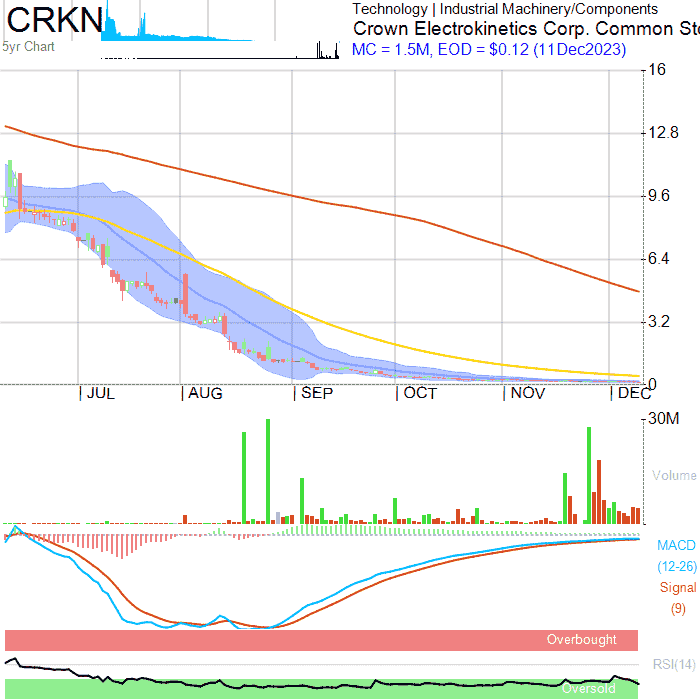 CRKN
5yr Chart
Technology | Industrial Machinery/Components
Crown Electrokinetics Corp. Common Sto
MC = 1.5M, EOD = $0.12 (11Dec2023)
16
12.8
9.6
6.4
3.2
0
JUL AUG SEP OCT NOV DEC
30M
Volume
MACD
(12-26)
Signal
(9)
Overbought
RSI(14)
Oversold